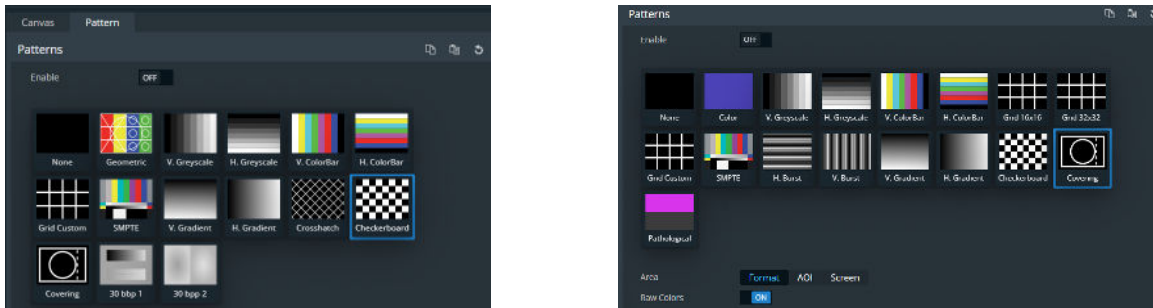 Canvas Pattern
Patterns
Enable OFF
None Geometric V. Greyscale H. Greyscale V. ColorBar H. ColorBar
Grid Custom SMPTE V. Gradient H. Gradient Crosshatch Checkerboard
Covering 30 bbp 1 30 bpp 2
Patterns
Enable OFF
None Color V. Greyscale H. Greyscale V. ColorBar H. ColorBar Grid 16x16 Grid 32x32
Grid Custom SMPTE H. Burst V. Burst V. Gradient H. Gradient Checkerboard Covering
Pathological
Area Format AOI Screen
Raw Colors ON